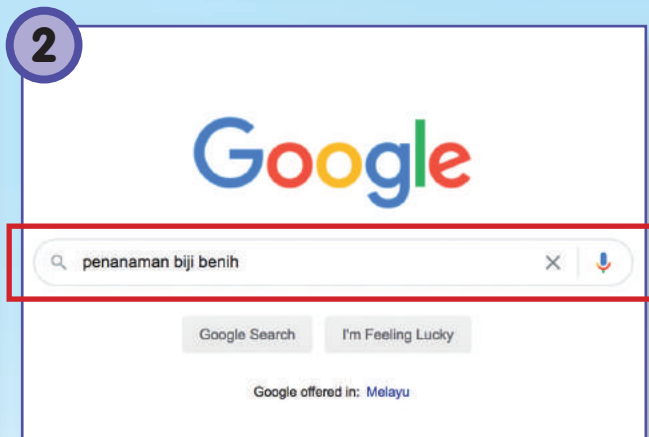 2
Google
penanaman biji benih
Google Search I'm Feeling Lucky
Google offered in: Melayu